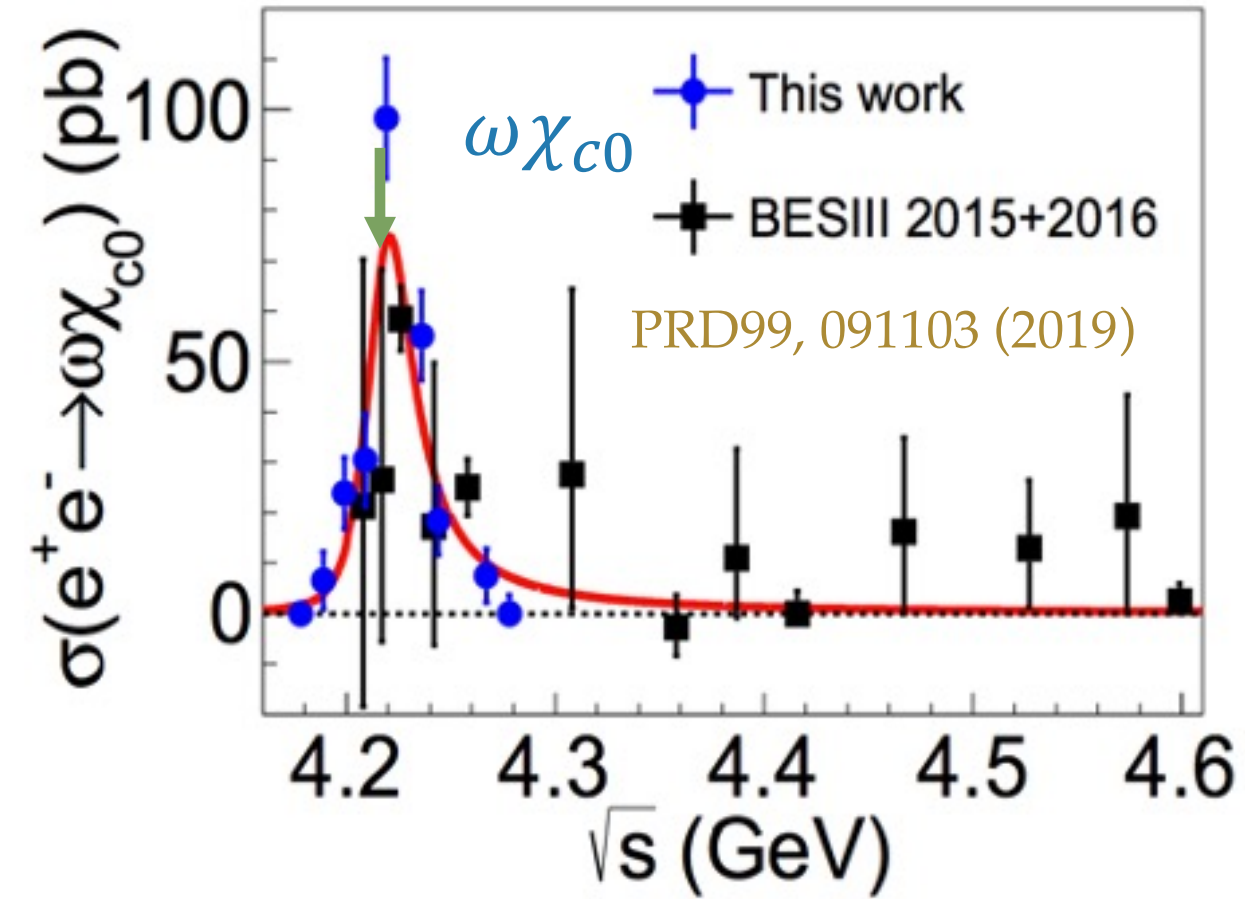 σ(e⁺e⁻→ωχc0) (pb)
100
50
0
ωχc0
This work
BESIII 2015+2016
PRD99, 091103 (2019)
4.2 4.3 4.4 4.5 4.6
√s (GeV)